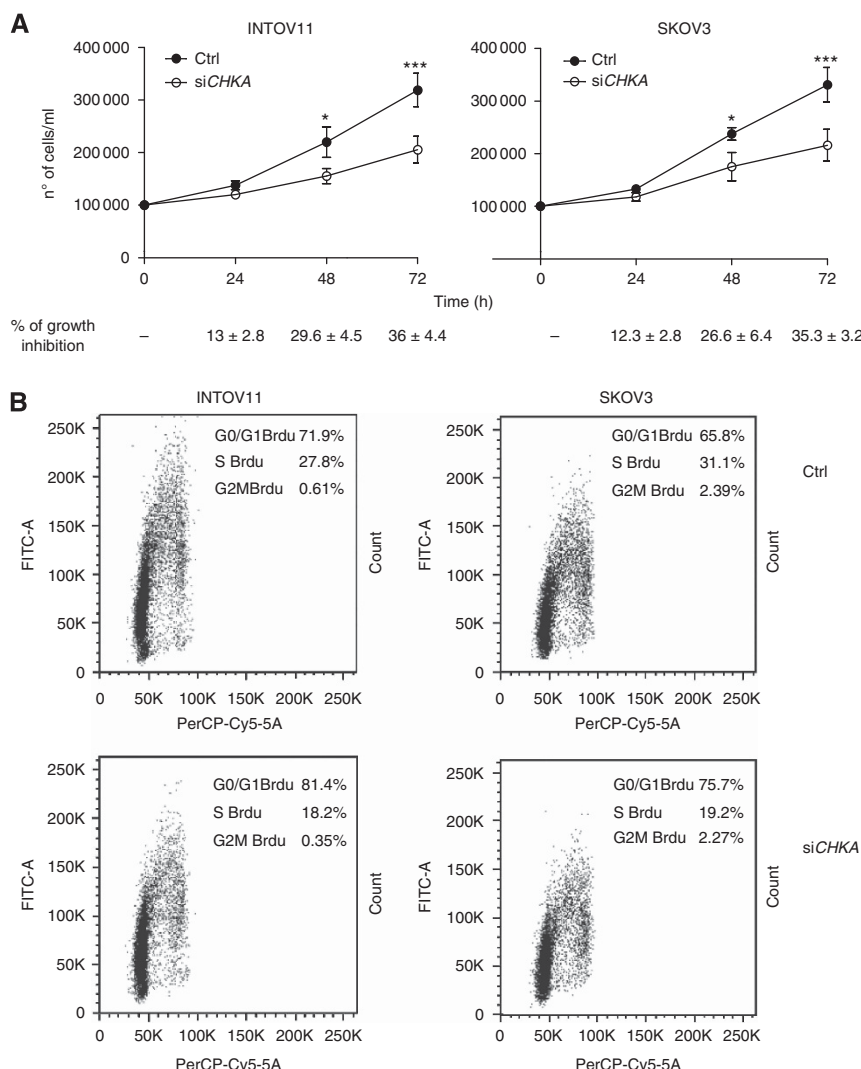 A
INTOV11
SKOV3
400 000
300 000
200 000
100 000
0
n° of cells/ml
Ctrl
siCHKA
*
***
0 24 48 72
400 000
300 000
200 000
100 000
0
Ctrl
siCHKA
*
***
0 24 48 72
Time (h)
% of growth
inhibition
– 13 ± 2.8 29.6 ± 4.5 36 ± 4.4
– 12.3 ± 2.8 26.6 ± 6.4 35.3 ± 3.2
B
INTOV11
SKOV3
250K
200K
150K
100K
50K
0
FITC-A
G0/G1Brdu 71.9%
S Brdu 27.8%
G2MBrdu 0.61%
0 50K 100K 150K 200K 250K
PerCP-Cy5-5A
Count
250K
200K
150K
100K
50K
0
FITC-A
G0/G1Brdu 65.8%
S Brdu 31.1%
G2M Brdu 2.39%
0 50K 100K 150K 200K 250K
PerCP-Cy5-5A
Count
Ctrl
250K
200K
150K
100K
50K
0
FITC-A
G0/G1Brdu 81.4%
S Brdu 18.2%
G2M Brdu 0.35%
0 50K 100K 150K 200K 250K
PerCP-Cy5-5A
Count
250K
200K
150K
100K
50K
0
FITC-A
G0/G1Brdu 75.7%
S Brdu 19.2%
G2M Brdu 2.27%
0 50K 100K 150K 200K 250K
PerCP-Cy5-5A
Count
siCHKA